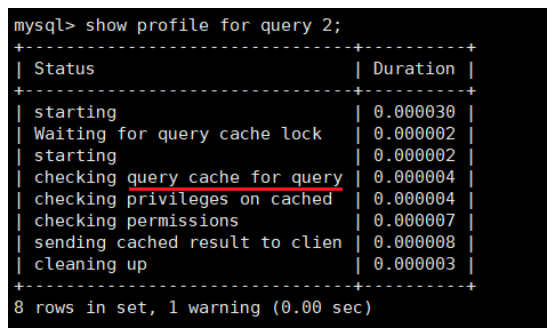 mysql> show profile for query 2;
+--------------------------------+----------+
| Status                         | Duration |
+--------------------------------+----------+
| starting                       | 0.000030 |
| Waiting for query cache lock   | 0.000002 |
| starting                       | 0.000002 |
| checking query cache for query | 0.000004 |
| checking privileges on cached  | 0.000004 |
| checking permissions           | 0.000007 |
| sending cached result to clien | 0.000008 |
| cleaning up                    | 0.000003 |
+--------------------------------+----------+
8 rows in set, 1 warning (0.00 sec)